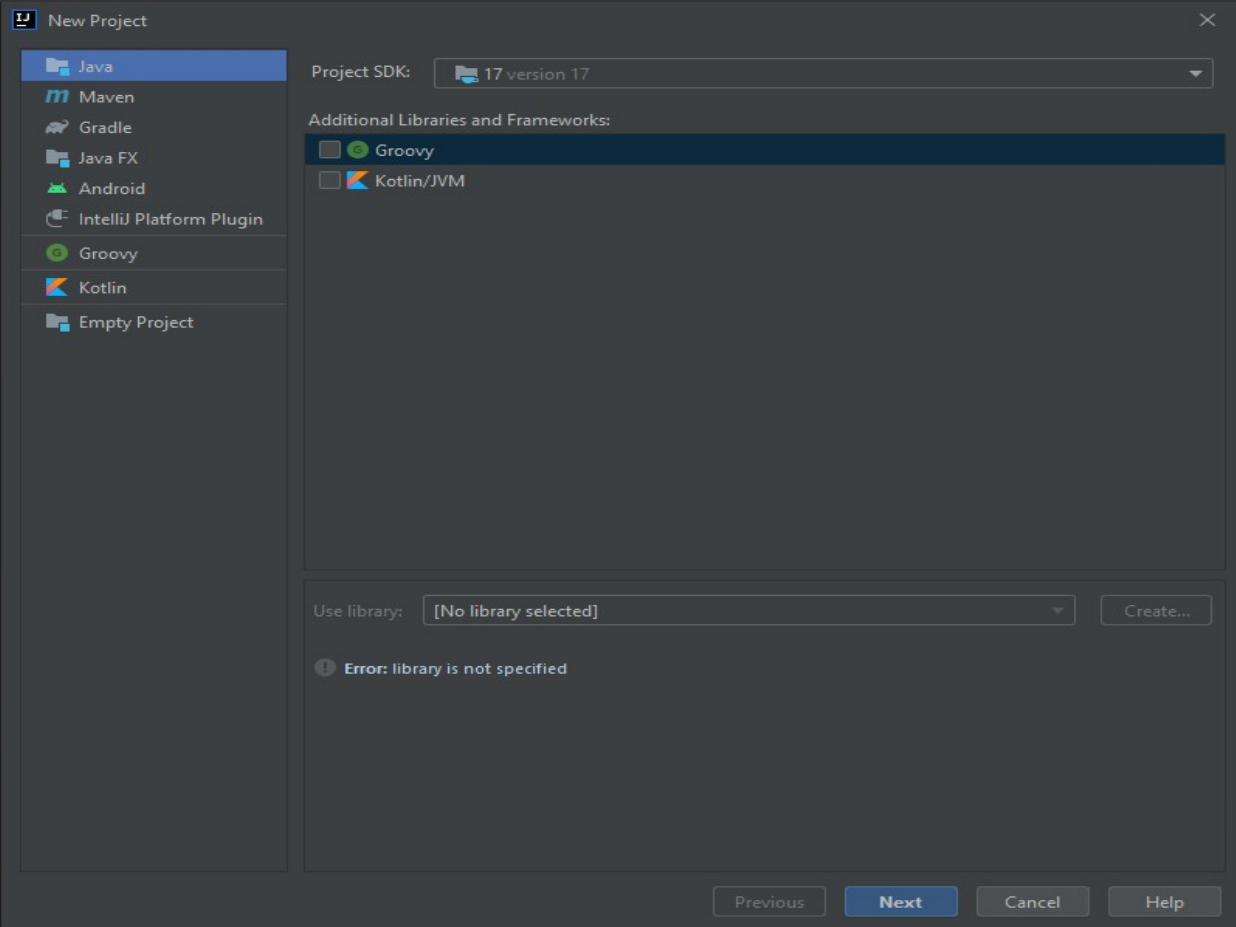 IJ New Project
Java
Maven
Gradle
Java FX
Android
IntelliJ Platform Plugin
Groovy
Kotlin
Empty Project
Project SDK: 17 version 17
Additional Libraries and Frameworks:
G Groovy
Kotlin/JVM
Use library: [No library selected] Create...
Error: library is not specified
Previous Next Cancel Help